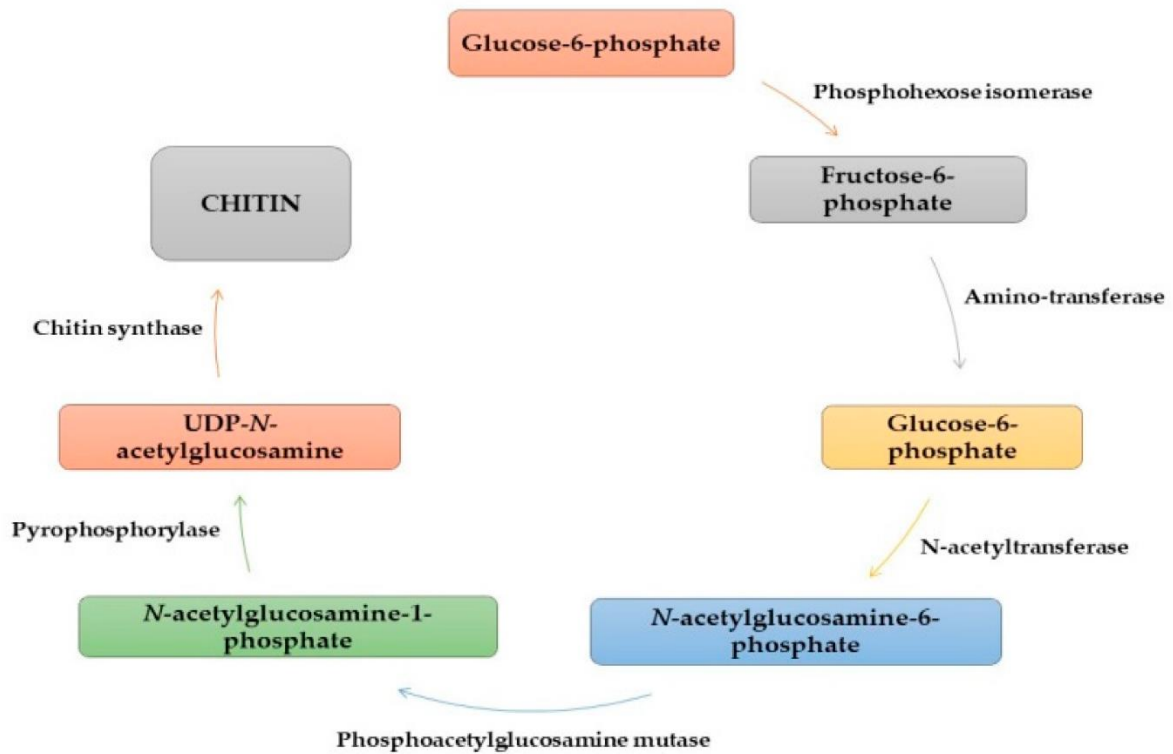 Glucose-6-phosphate
Phosphohexose isomerase
Fructose-6-
phosphate
Amino-transferase
Glucose-6-
phosphate
N-acetyltransferase
N-acetylglucosamine-6-
phosphate
Phosphoacetylglucosamine mutase
N-acetylglucosamine-1-
phosphate
Pyrophosphorylase
UDP-N-
acetylglucosamine
Chitin synthase
CHITIN